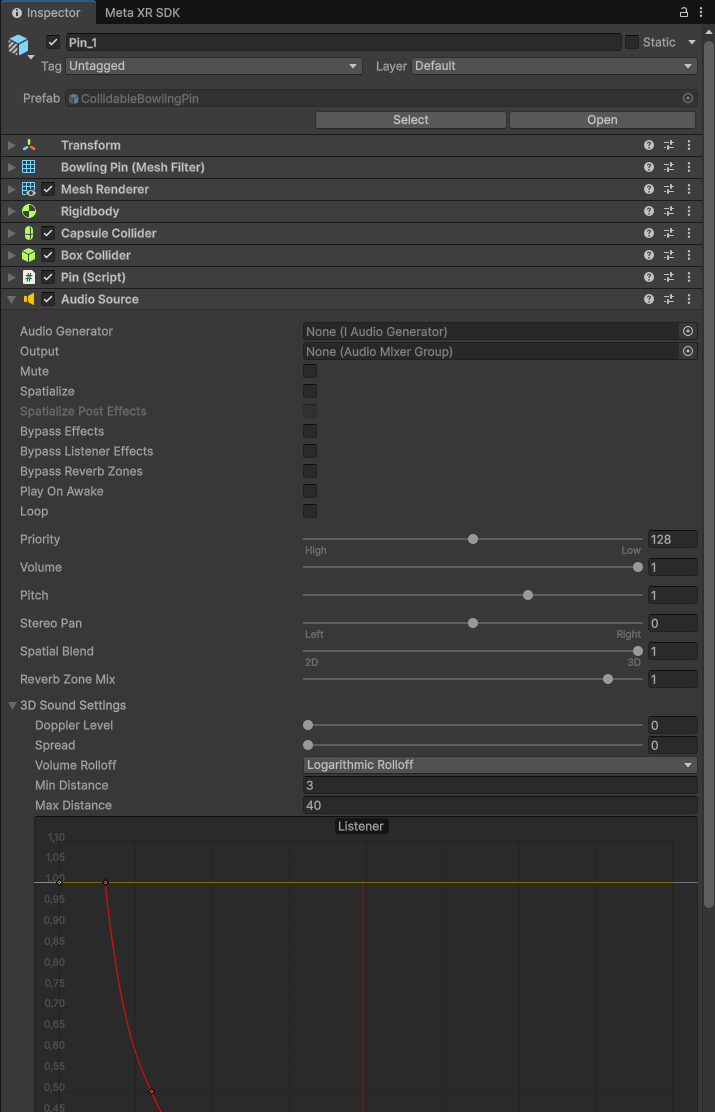 Inspector Meta XR SDK
Pin_1 Static
Tag Untagged Layer Default
Prefab CollidableBowlingPin
Select Open
Transform
Bowling Pin (Mesh Filter)
Mesh Renderer
Rigidbody
Capsule Collider
Box Collider
# Pin (Script)
Audio Source
Audio Generator None (I Audio Generator)
Output None (Audio Mixer Group)
Mute
Spatialize
Spatialize Post Effects
Bypass Effects
Bypass Listener Effects
Bypass Reverb Zones
Play On Awake
Loop
Priority 128
High Low
Volume 1
Pitch 1
Stereo Pan 0
Left Right
Spatial Blend 1
2D 3D
Reverb Zone Mix 1
3D Sound Settings
Doppler Level 0
Spread 0
Volume Rolloff Logarithmic Rolloff
Min Distance 3
Max Distance 40
Listener
1,10
1,05
1,00
0,95
0,90
0,85
0,80
0,75
0,70
0,65
0,60
0,55
0,50
0,45